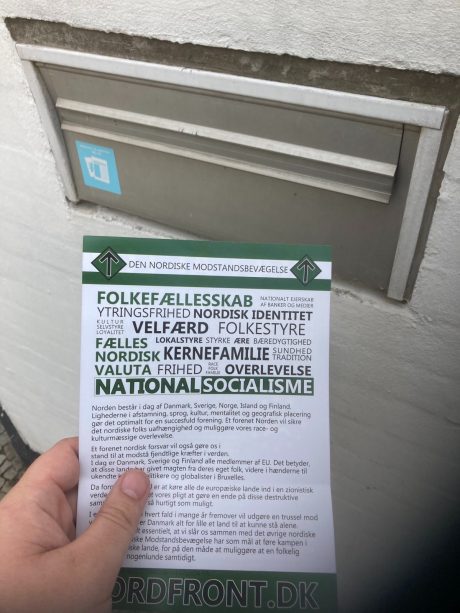 DEN NORDISKE MODSTANDSBEVÆGELSE
FOLKEFÆLLESSKAB NATIONALT EJERSKAB AF BANKER OG MEDIER
YTRINGSFRIHED NORDISK IDENTITET
KULTUR SELVSTYRE LOYALITET VELFÆRD FOLKESTYRE
FÆLLES LOKALSTYRE STYRKE ÆRE BÆREDYGTIGHED
NORDISK KERNEFAMILIE SUNDHED TRADITION
VALUTA FRIHED RACE FOLK FAMILIE OVERLEVELSE
NATIONALSOCIALISME
Norden består i dag af Danmark, Sverige, Norge, Island og Finland.
Lighederne i afstamning, sprog, kultur, mentalitet og geografisk placering
gør det optimalt for en succesfuld forening. Et forenet Norden vil sikre
det nordiske folks uafhængighed og muliggøre vores race- og
kulturmæssige overlevelse.
Et forenet nordisk forsvar vil også gøre os i
stand til at modstå fjendtlige kræfter i verden.
I dag er Danmark, Sverige og Finland alle medlemmer af EU. Det betyder,
at disse lande har givet magten fra deres eget folk, videre i hænderne til
ukendte politikere og globalister i Bruxelles.
er at køre alle de europæiske lande ind i en zionistisk
verde vores pligt at gøre en ende på disse destruktive
sam hurtigt som muligt.
hvert fald i mange år fremover vil udgøre en trussel mod
er Danmark alt for lille et land til at kunne stå alene.
essentielt, at vi slår os sammen med det øvrige nordiske
Modstandsbevægelse har som mål at føre kampen i
diske lande, for på den måde at muliggøre at en folkelig
nogenlunde samtidigt.
ORDFRONT.DK